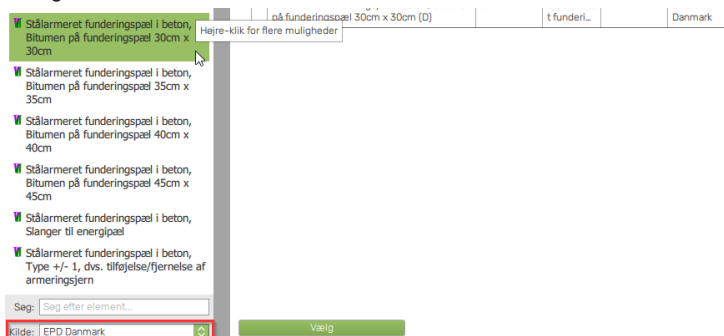 på funderingspæl 30cm x 30cm (D)
t funderi...
Danmark
Stålarmeret funderingspæl i beton,
Bitumen på funderingspæl 30cm x
30cm
Højre-klik for flere muligheder
Stålarmeret funderingspæl i beton,
Bitumen på funderingspæl 35cm x
35cm
Stålarmeret funderingspæl i beton,
Bitumen på funderingspæl 40cm x
40cm
Stålarmeret funderingspæl i beton,
Bitumen på funderingspæl 45cm x
45cm
Stålarmeret funderingspæl i beton,
Slanger til energipæl
Stålarmeret funderingspæl i beton,
Type +/- 1, dvs. tilføjelse/fjernelse af
armeringsjern
Søg: Søg efter element...
Kilde: EPD Danmark
Vælg